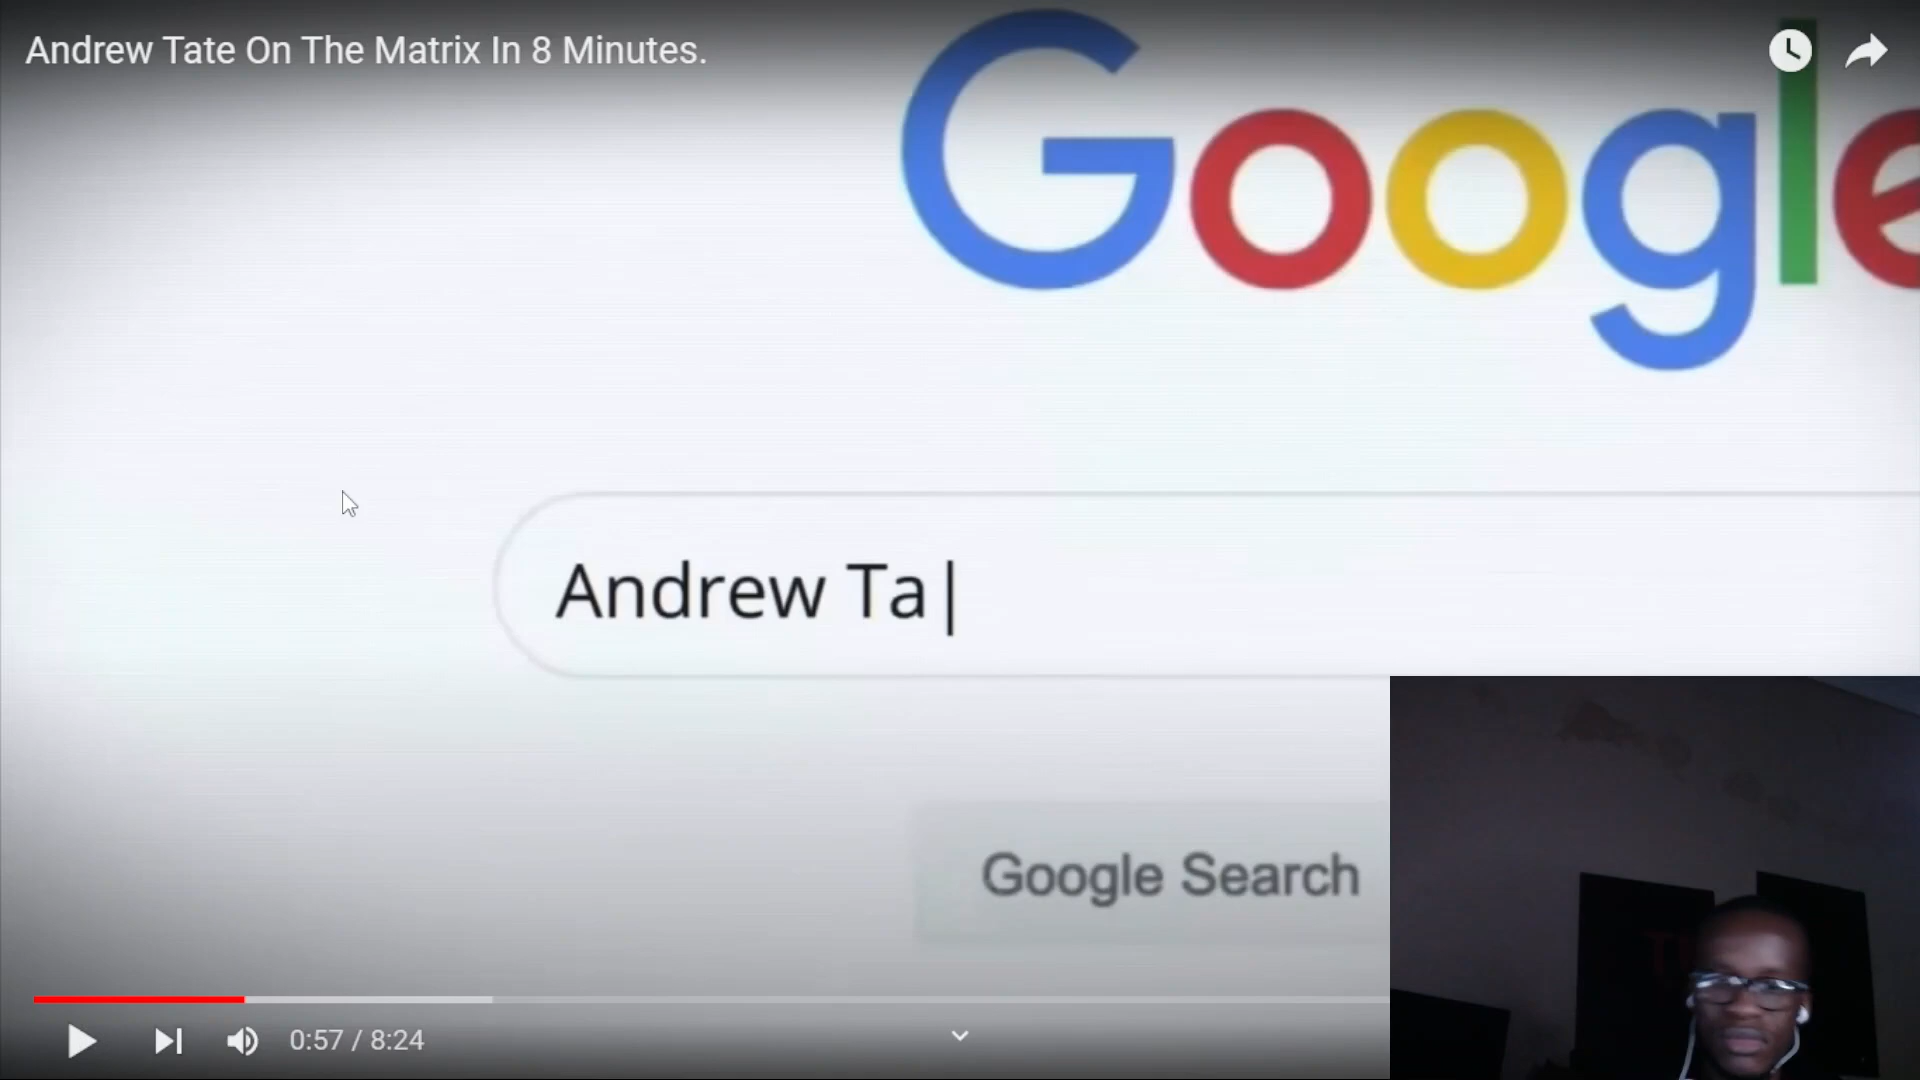 Andrew Tate On The Matrix In 8 Minutes.
Google
Andrew Ta|
Google Search
0:57 / 8:24